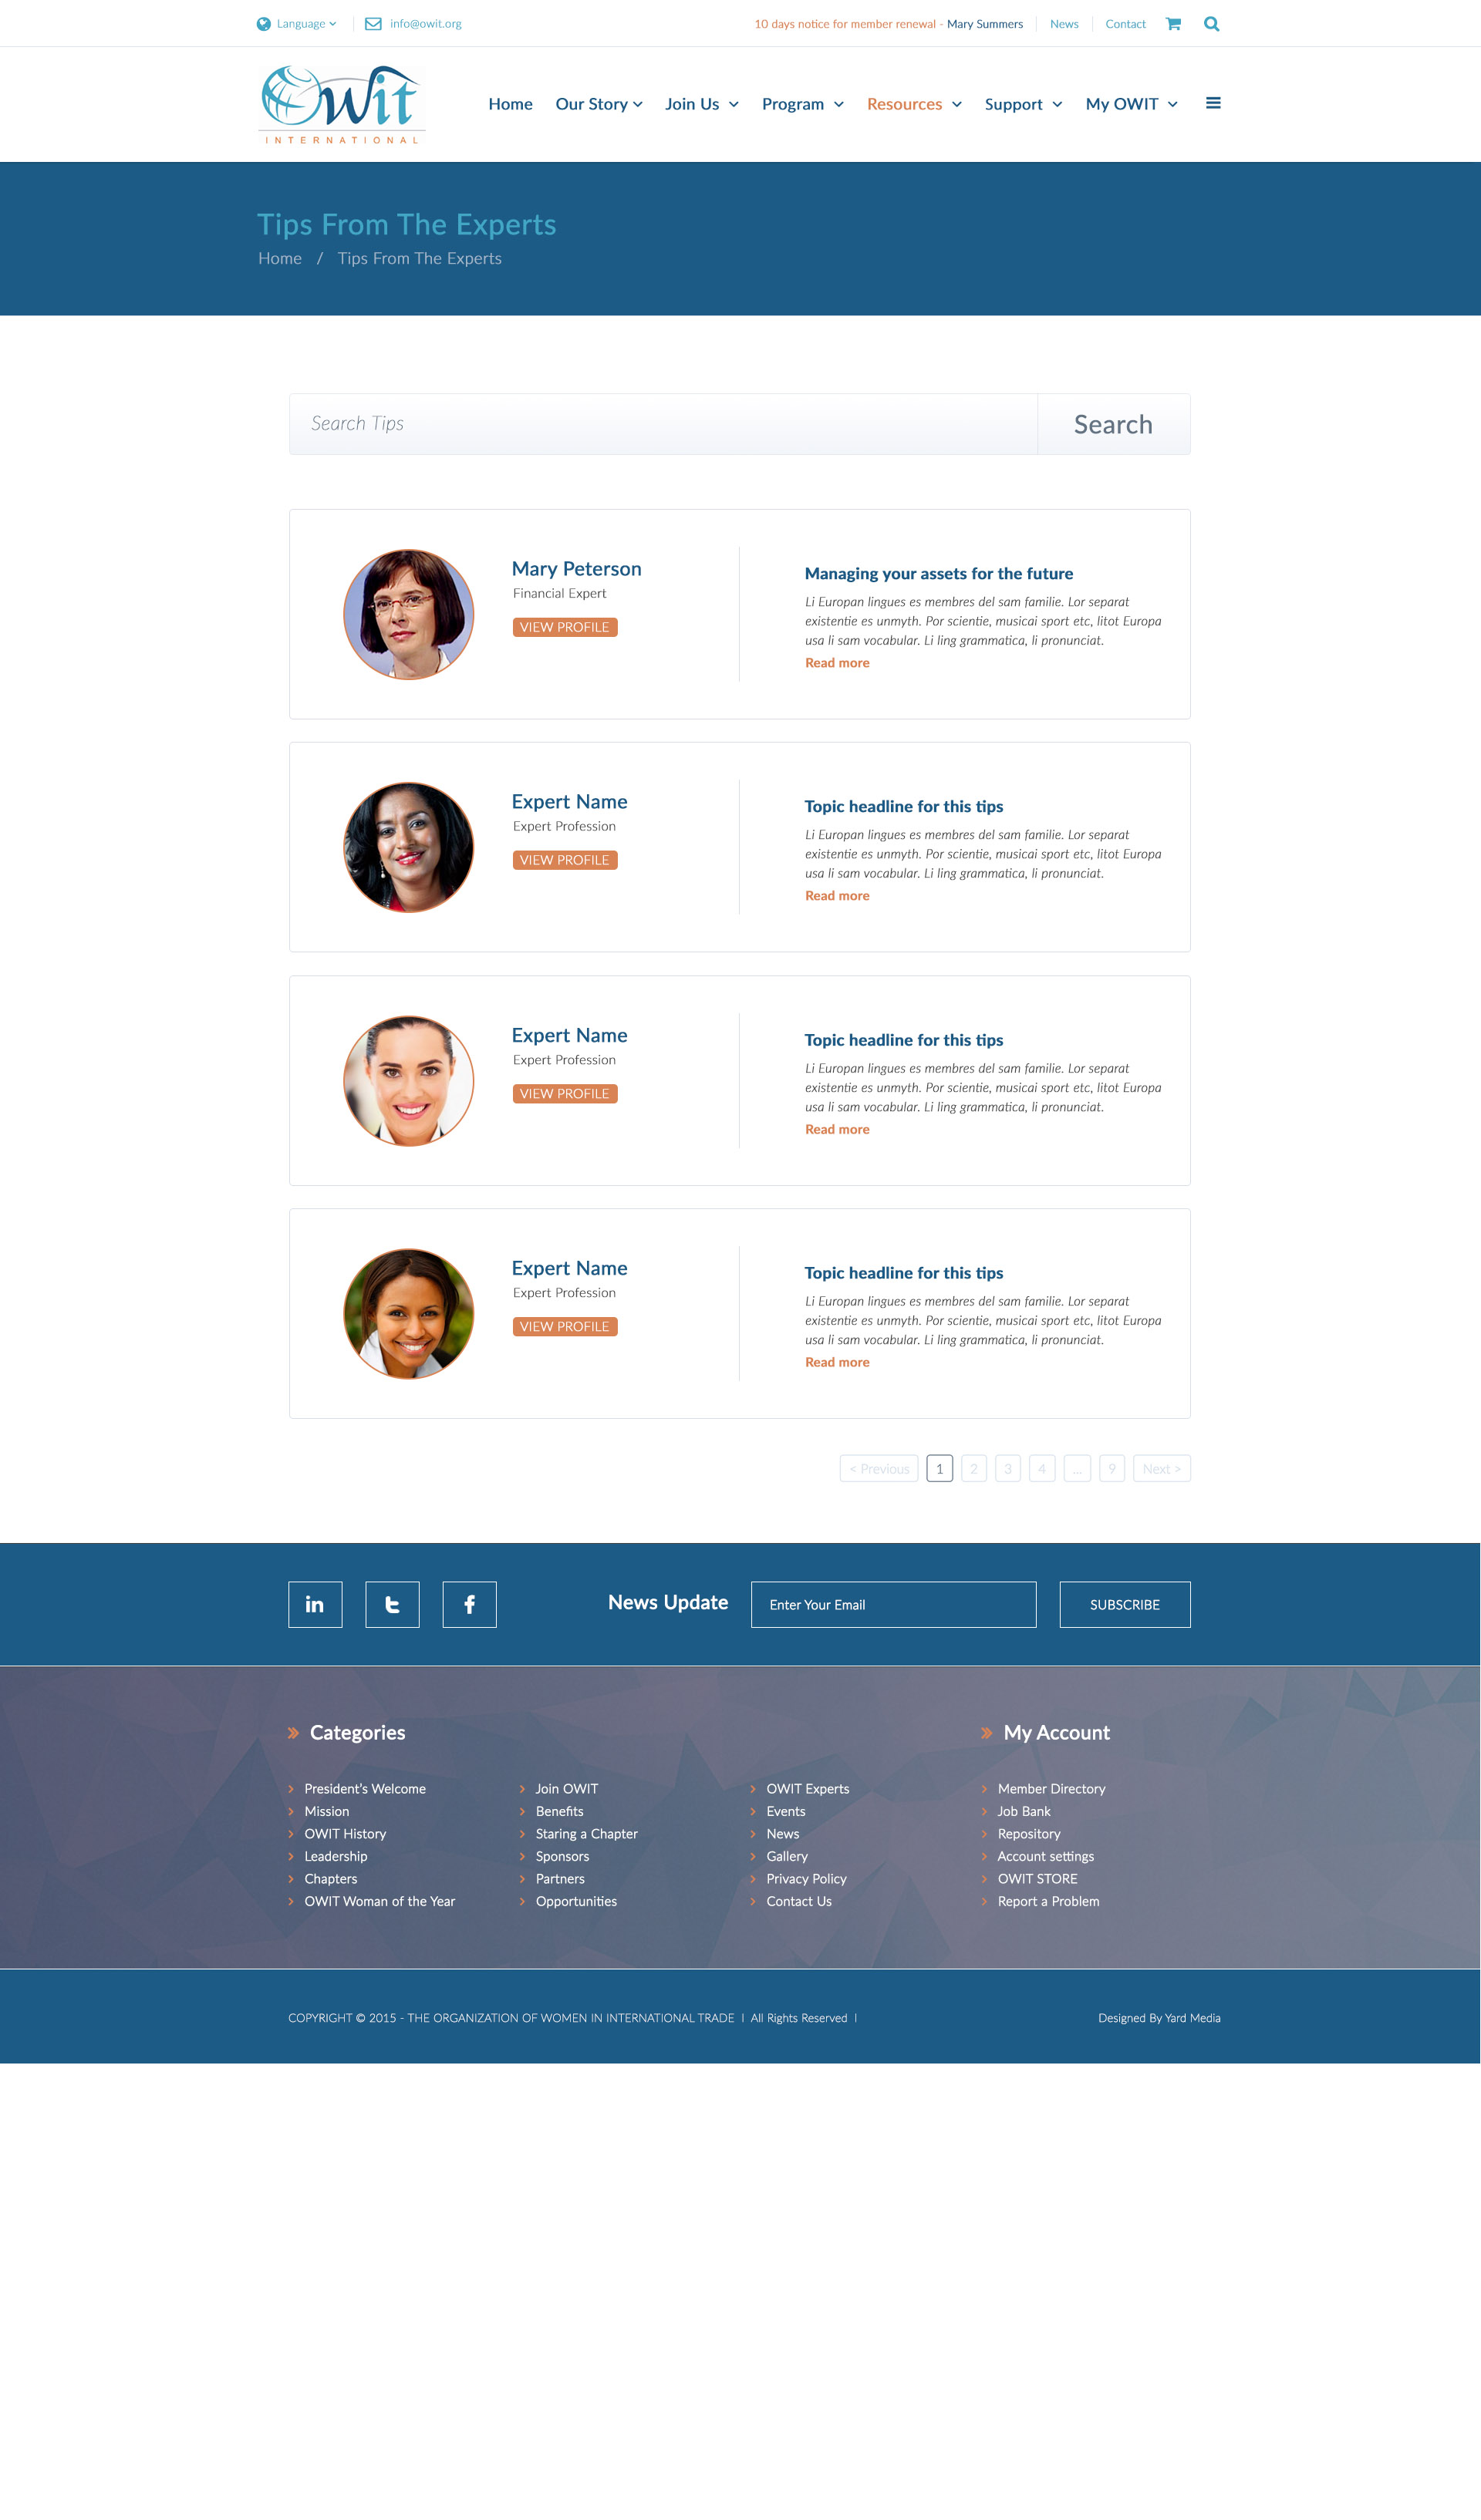 Language
info@owit.org
10 days notice for member renewal - Mary Summers
News
Contact
Owit
INTERNATIONAL
Home
Our Story
Join Us
Program
Resources
Support
My OWIT
Tips From The Experts
Home / Tips From The Experts
Search Tips
Search
Mary Peterson
Financial Expert
VIEW PROFILE
Managing your assets for the future
Li Europan lingues es membres del sam familie. Lor separat
existentie es unmyth. Por scientie, musicai sport etc, litot Europa
usa li sam vocabular. Li ling grammatica, li pronunciat.
Read more
Expert Name
Expert Profession
VIEW PROFILE
Topic headline for this tips
Li Europan lingues es membres del sam familie. Lor separat
existentie es unmyth. Por scientie, musicai sport etc, litot Europa
usa li sam vocabular. Li ling grammatica, li pronunciat.
Read more
Expert Name
Expert Profession
VIEW PROFILE
Topic headline for this tips
Li Europan lingues es membres del sam familie. Lor separat
existentie es unmyth. Por scientie, musicai sport etc, litot Europa
usa li sam vocabular. Li ling grammatica, li pronunciat.
Read more
Expert Name
Expert Profession
VIEW PROFILE
Topic headline for this tips
Li Europan lingues es membres del sam familie. Lor separat
existentie es unmyth. Por scientie, musicai sport etc, litot Europa
usa li sam vocabular. Li ling grammatica, li pronunciat.
Read more
< Previous 1 2 3 4 ... 9 Next >
in
t
f
News Update
Enter Your Email
SUBSCRIBE
Categories
President's Welcome
Mission
OWIT History
Leadership
Chapters
OWIT Woman of the Year
Join OWIT
Benefits
Staring a Chapter
Sponsors
Partners
Opportunities
OWIT Experts
Events
News
Gallery
Privacy Policy
Contact Us
My Account
Member Directory
Job Bank
Repository
Account settings
OWIT STORE
Report a Problem
COPYRIGHT © 2015 - THE ORGANIZATION OF WOMEN IN INTERNATIONAL TRADE | All Rights Reserved |
Designed By Yard Media